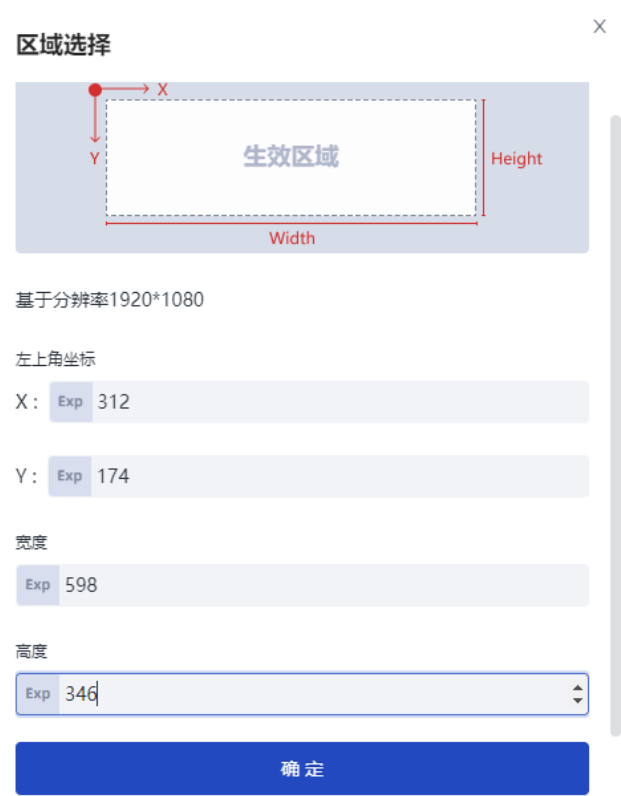 X
区域选择
X
Y
生效区域
Height
Width
基于分辨率1920*1080
左上角坐标
X : Exp 312
Y : Exp 174
宽度
Exp 598
高度
Exp 346
确 定